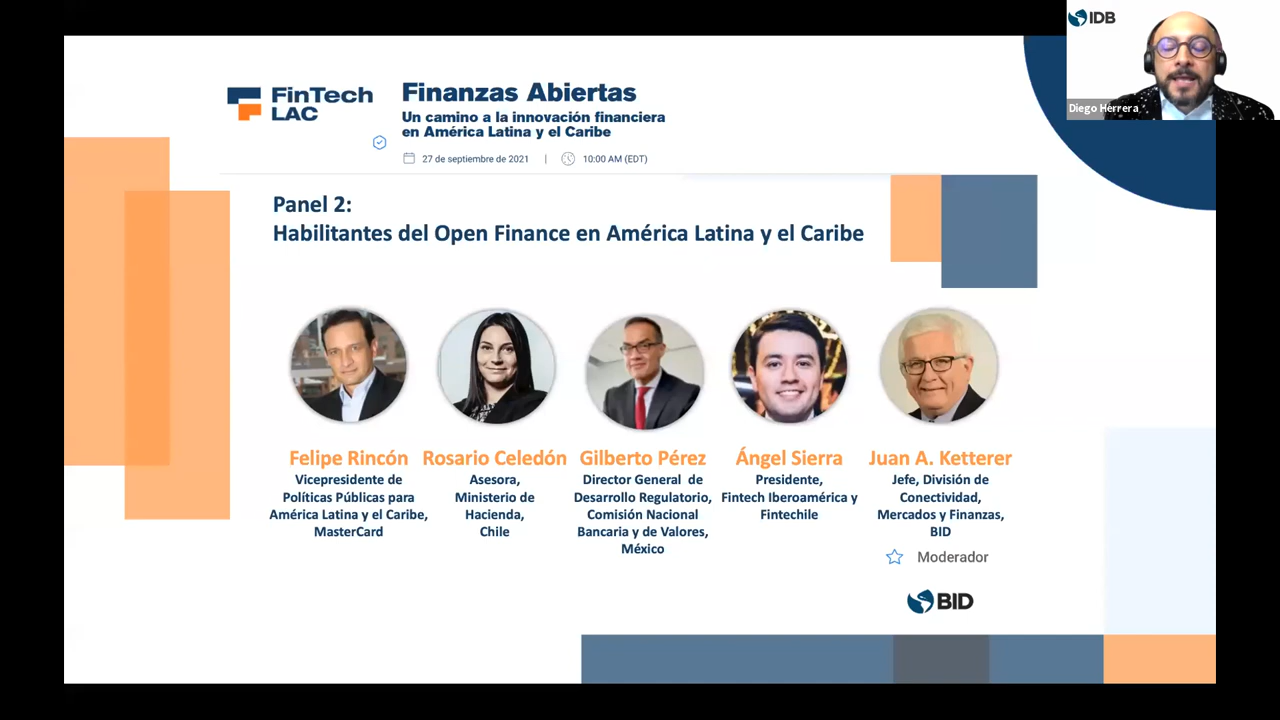 IDB
Diego Herrera
FinTech
LAC
Finanzas Abiertas
Un camino a la innovación financiera
en América Latina y el Caribe
27 de septiembre de 2021 | 10:00 AM (EDT)
Panel 2:
Habilitantes del Open Finance en América Latina y el Caribe
Felipe Rincón
Vicepresidente de
Políticas Públicas para
América Latina y el Caribe,
MasterCard
Rosario Celedón
Asesora,
Ministerio de
Hacienda,
Chile
Gilberto Pérez
Director General de
Desarrollo Regulatorio,
Comisión Nacional
Bancaria y de Valores,
México
Ángel Sierra
Presidente,
Fintech Iberoamérica y
Fintechile
Juan A. Ketterer
Jefe, División de
Conectividad,
Mercados y Finanzas,
BID
Moderador
BID